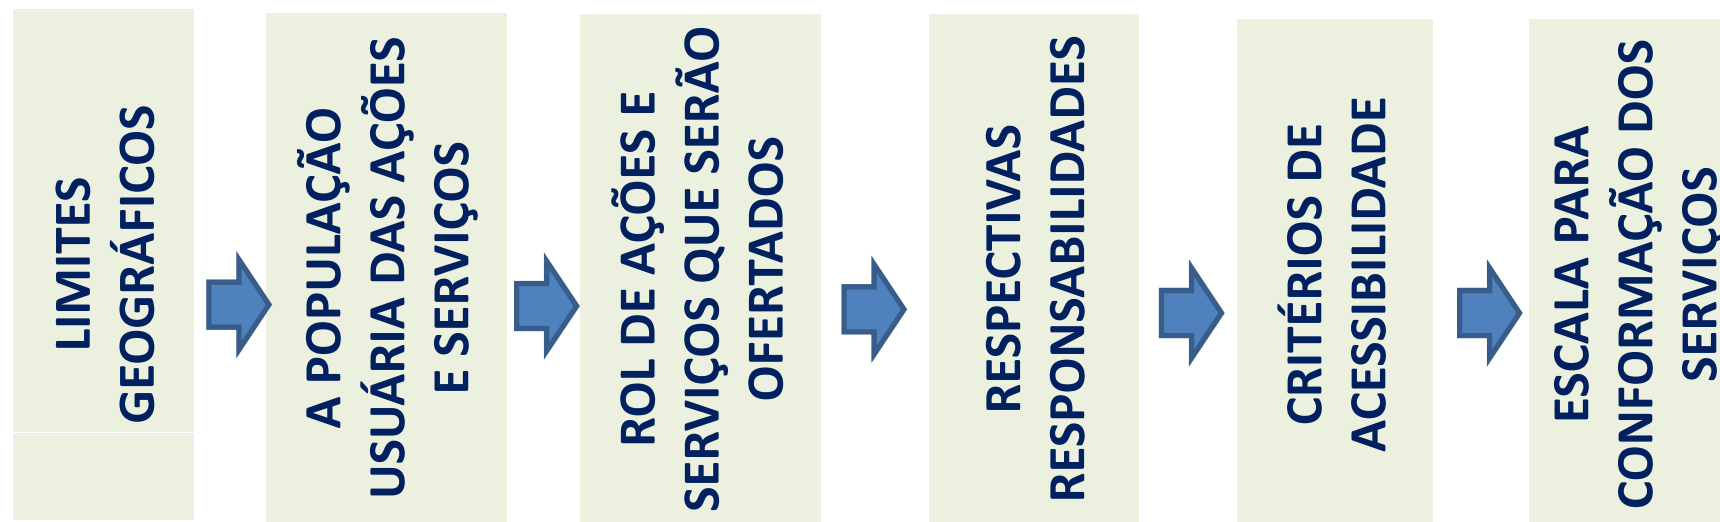 LIMITES
GEOGRÁFICOS
A POPULAÇÃO
USUÁRIA DAS AÇÕES
E SERVIÇOS
ROL DE AÇÕES E
SERVIÇOS QUE SERÃO
OFERTADOS
RESPECTIVAS
RESPONSABILIDADES
CRITÉRIOS DE
ACESSIBILIDADE
ESCALA PARA
CONFORMAÇÃO DOS
SERVIÇOS